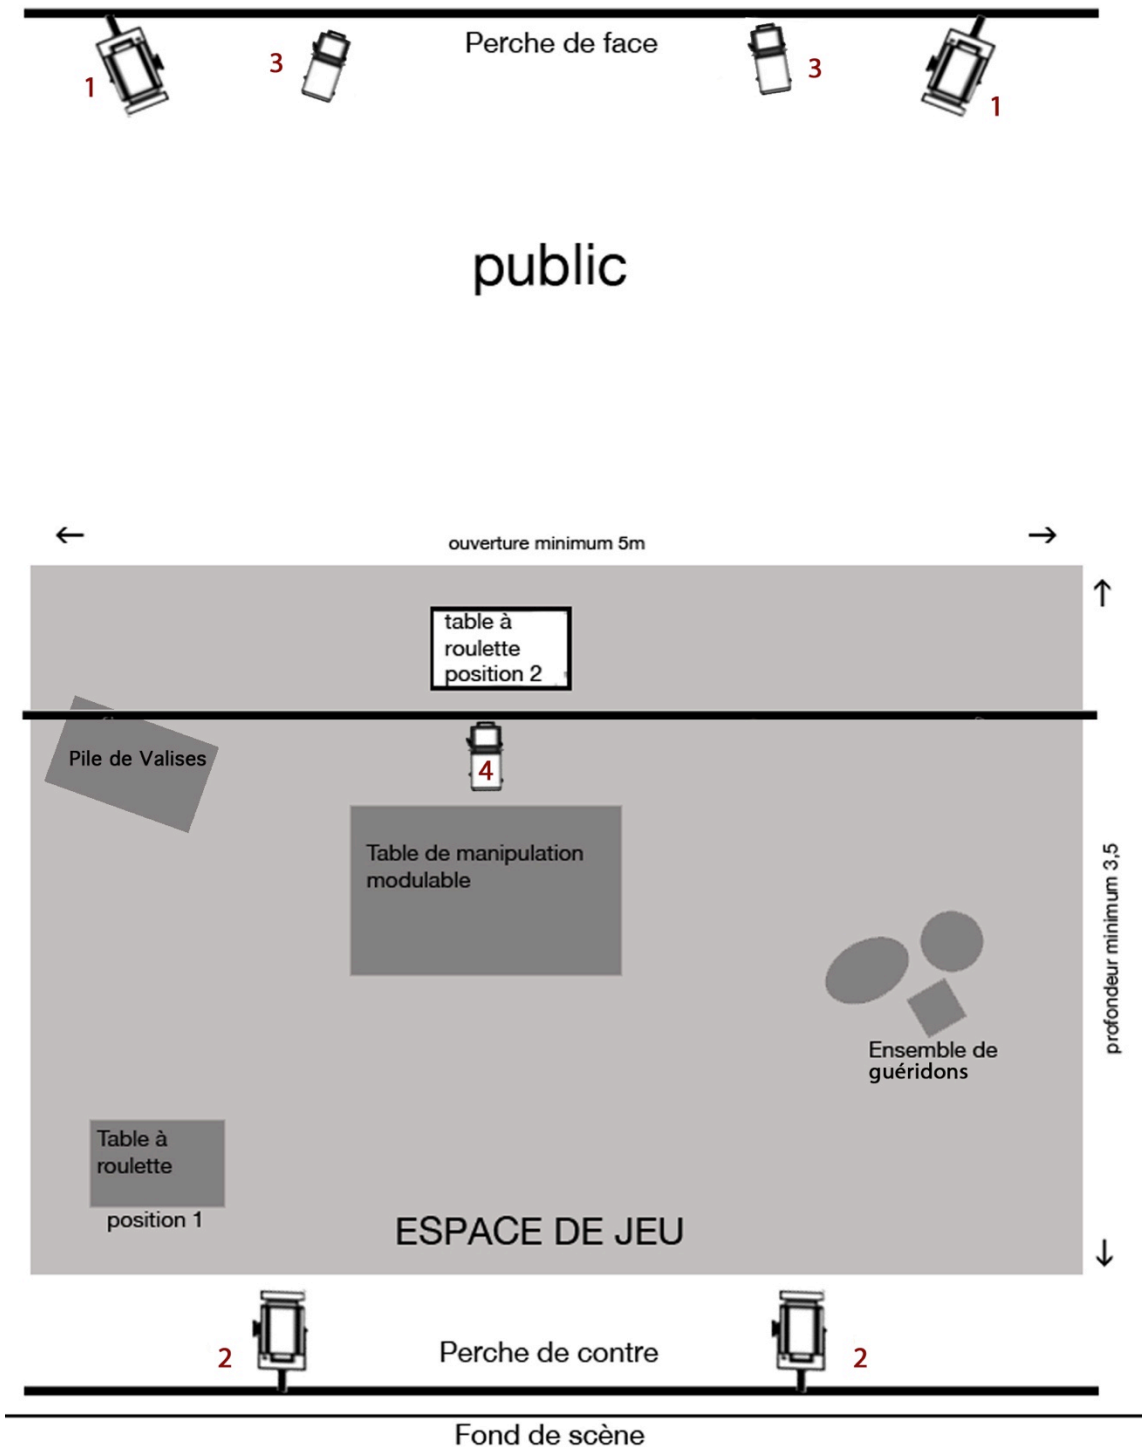 Perche de face
1
3
3
1
public
ouverture minimum 5m
table à
roulette
position 2
Pile de Valises
4
Table de manipulation
modulable
profondeur minimum 3,5
Ensemble de
guéridons
Table à
roulette
position 1
ESPACE DE JEU
2
Perche de contre
2
Fond de scène